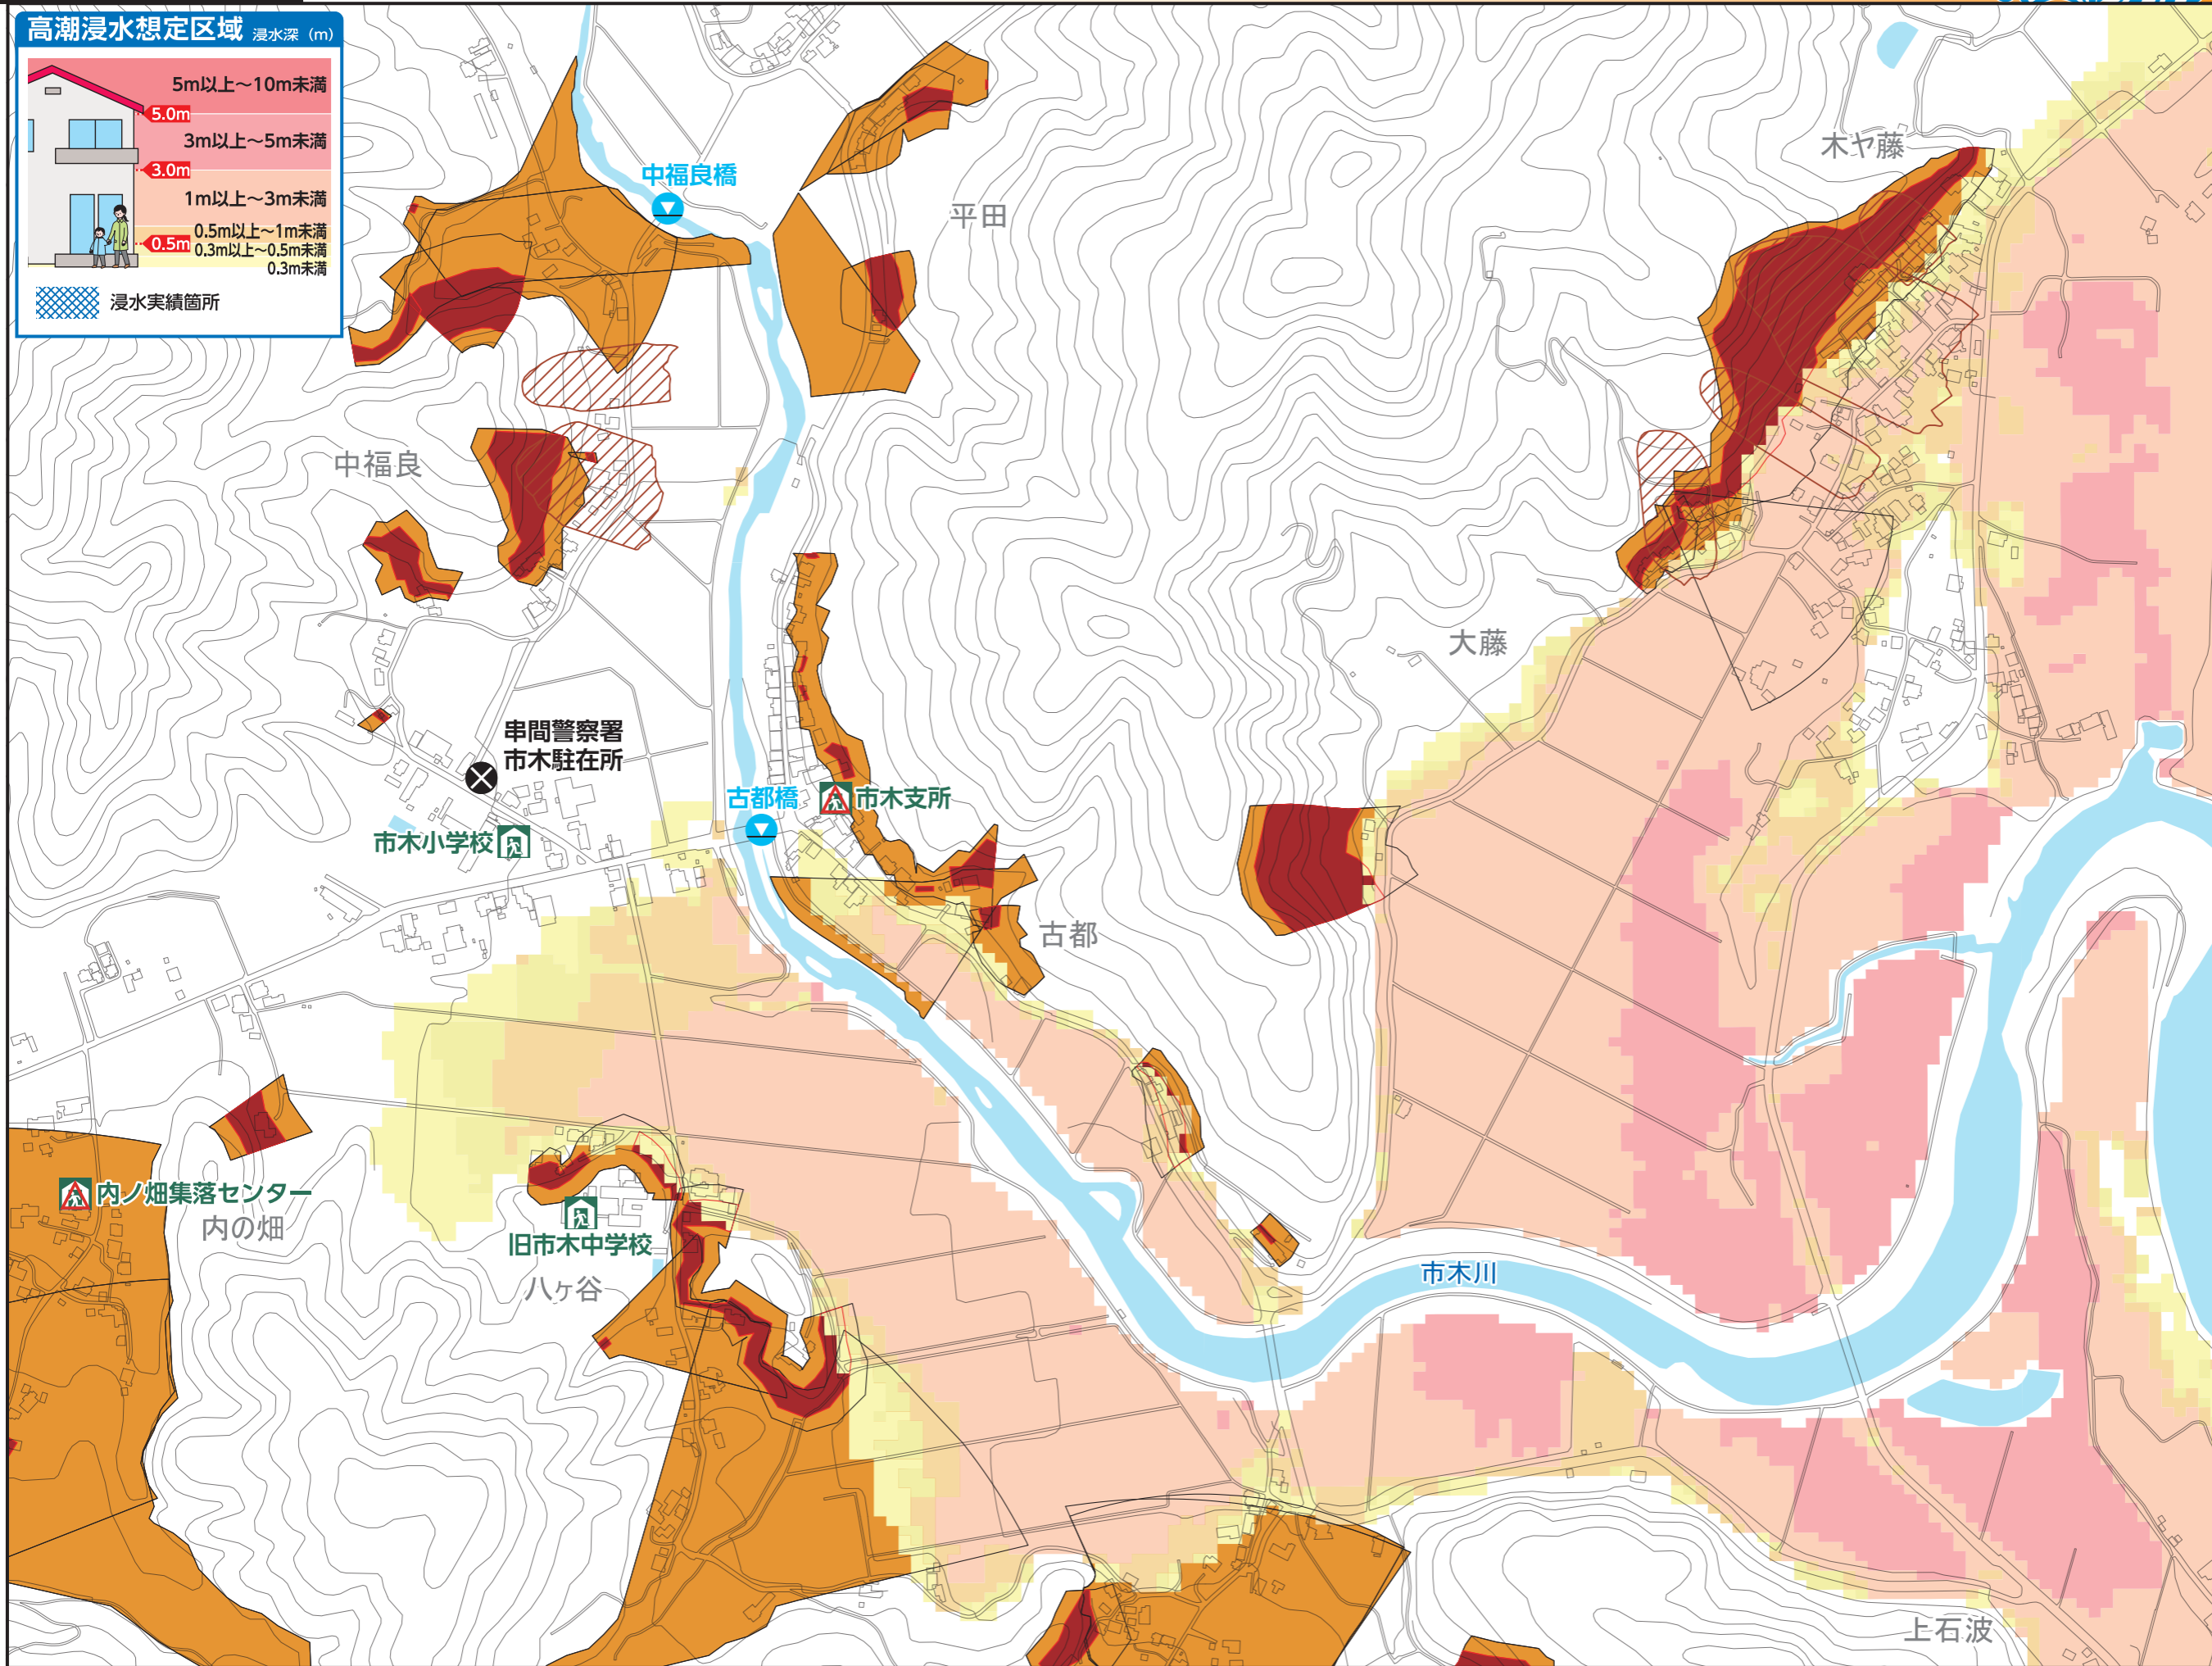 高潮浸水想定区域 浸水深（m）
5m以上～10m未満
5.0m
3m以上～5m未満
3.0m
1m以上～3m未満
0.5m以上～1m未満
0.5m
0.3m以上～0.5m未満
0.3m未満
浸水実績箇所
木ヤ藤
中福良橋
平田
中福良
大藤
串間警察署
市木駐在所
古都橋
市木支所
市木小学校
古都
内ノ畑集落センター
内の畑
旧市木中学校
八ヶ谷
市木川
上石波